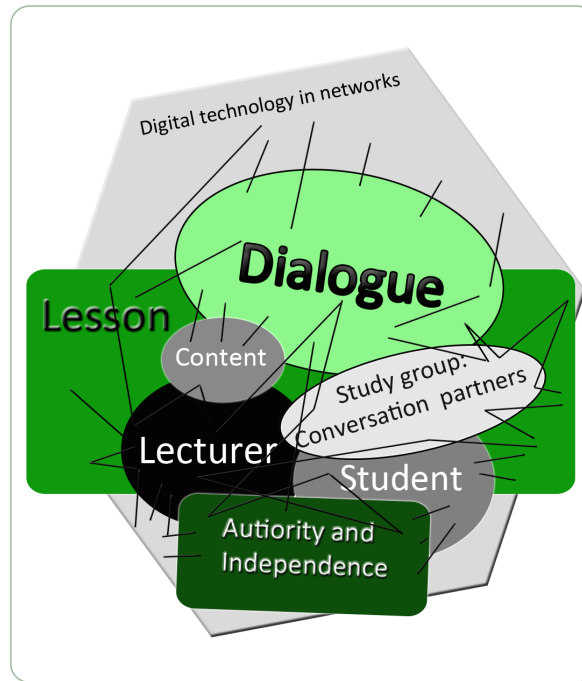 Digital technology in networks
Dialogue
Lesson
Content
Study group:
Conversation partners
Lecturer
Student
Autiority and
Independence